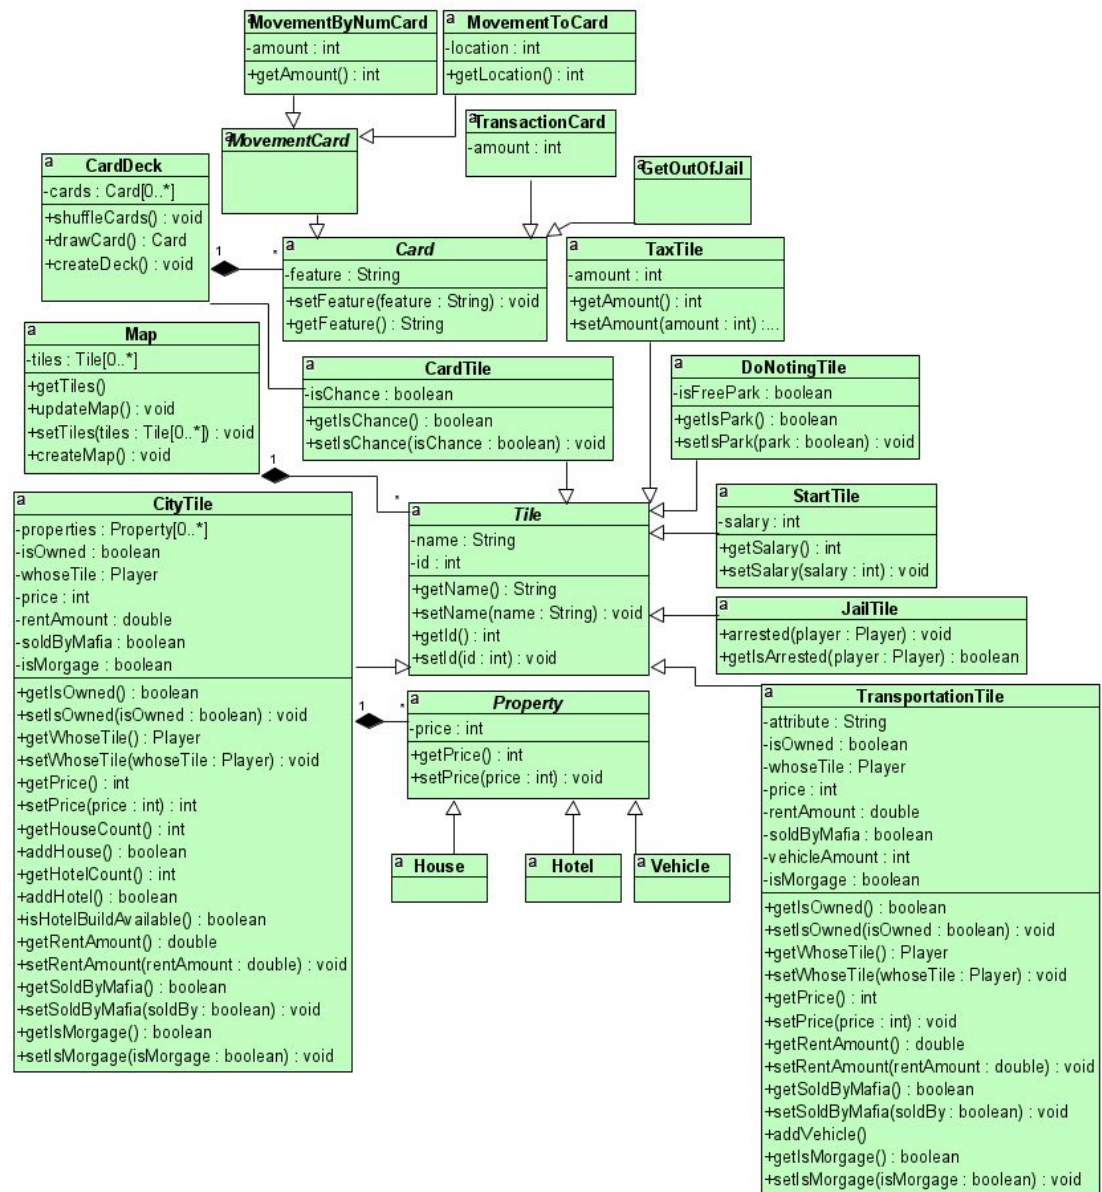 a MovementByNumCard
-amount : int
+getAmount() : int
a MovementToCard
-location : int
+getLocation() : int
a MovementCard
a TransactionCard
-amount : int
a GetOutOfJail
a CardDeck
-cards : Card[0..*]
+shuffleCards() : void
+drawCard() : Card
+createDeck() : void
1
*
a Card
-feature : String
+setFeature(feature : String) : void
+getFeature() : String
a TaxTile
-amount : int
+getAmount() : int
+setAmount(amount : int) :...
a Map
-tiles : Tile[0..*]
+getTiles()
+updateMap() : void
+setTiles(tiles : Tile[0..*]) : void
+createMap() : void
1
*
a CardTile
-isChance : boolean
+getIsChance() : boolean
+setIsChance(isChance : boolean) : void
a DoNotingTile
-isFreePark : boolean
+getIsPark() : boolean
+setIsPark(park : boolean) : void
a CityTile
-properties : Property[0..*]
-isOwned : boolean
-whoseTile : Player
-price : int
-rentAmount : double
-soldByMafia : boolean
-isMorgage : boolean
+getIsOwned() : boolean
+setIsOwned(isOwned : boolean) : void
+getWhoseTile() : Player
+setWhoseTile(whoseTile : Player) : void
+getPrice() : int
+setPrice(price : int) : int
+getHouseCount() : int
+addHouse() : boolean
+getHotelCount() : int
+addHotel() : boolean
+isHotelBuildAvailable() : boolean
+getRentAmount() : double
+setRentAmount(rentAmount : double) : void
+getSoldByMafia() : boolean
+setSoldByMafia(soldBy : boolean) : void
+getIsMorgage() : boolean
+setIsMorgage(isMorgage : boolean) : void
a Tile
-name : String
-id : int
+getName() : String
+setName(name : String) : void
+getId() : int
+setId(id : int) : void
a StartTile
-salary : int
+getSalary() : int
+setSalary(salary : int) : void
a JailTile
+arrested(player : Player) : void
+getIsArrested(player : Player) : boolean
1
*
a Property
-price : int
+getPrice() : int
+setPrice(price : int) : void
a House
a Hotel
a Vehicle
a TransportationTile
-attribute : String
-isOwned : boolean
-whoseTile : Player
-price : int
-rentAmount : double
-soldByMafia : boolean
-vehicleAmount : int
-isMorgage : boolean
+getIsOwned() : boolean
+setIsOwned(isOwned : boolean) : void
+getWhoseTile() : Player
+setWhoseTile(whoseTile : Player) : void
+getPrice() : int
+setPrice(price : int) : void
+getRentAmount() : double
+setRentAmount(rentAmount : double) : void
+getSoldByMafia() : boolean
+setSoldByMafia(soldBy : boolean) : void
+addVehicle()
+getIsMorgage() : boolean
+setIsMorgage(isMorgage : boolean) : void